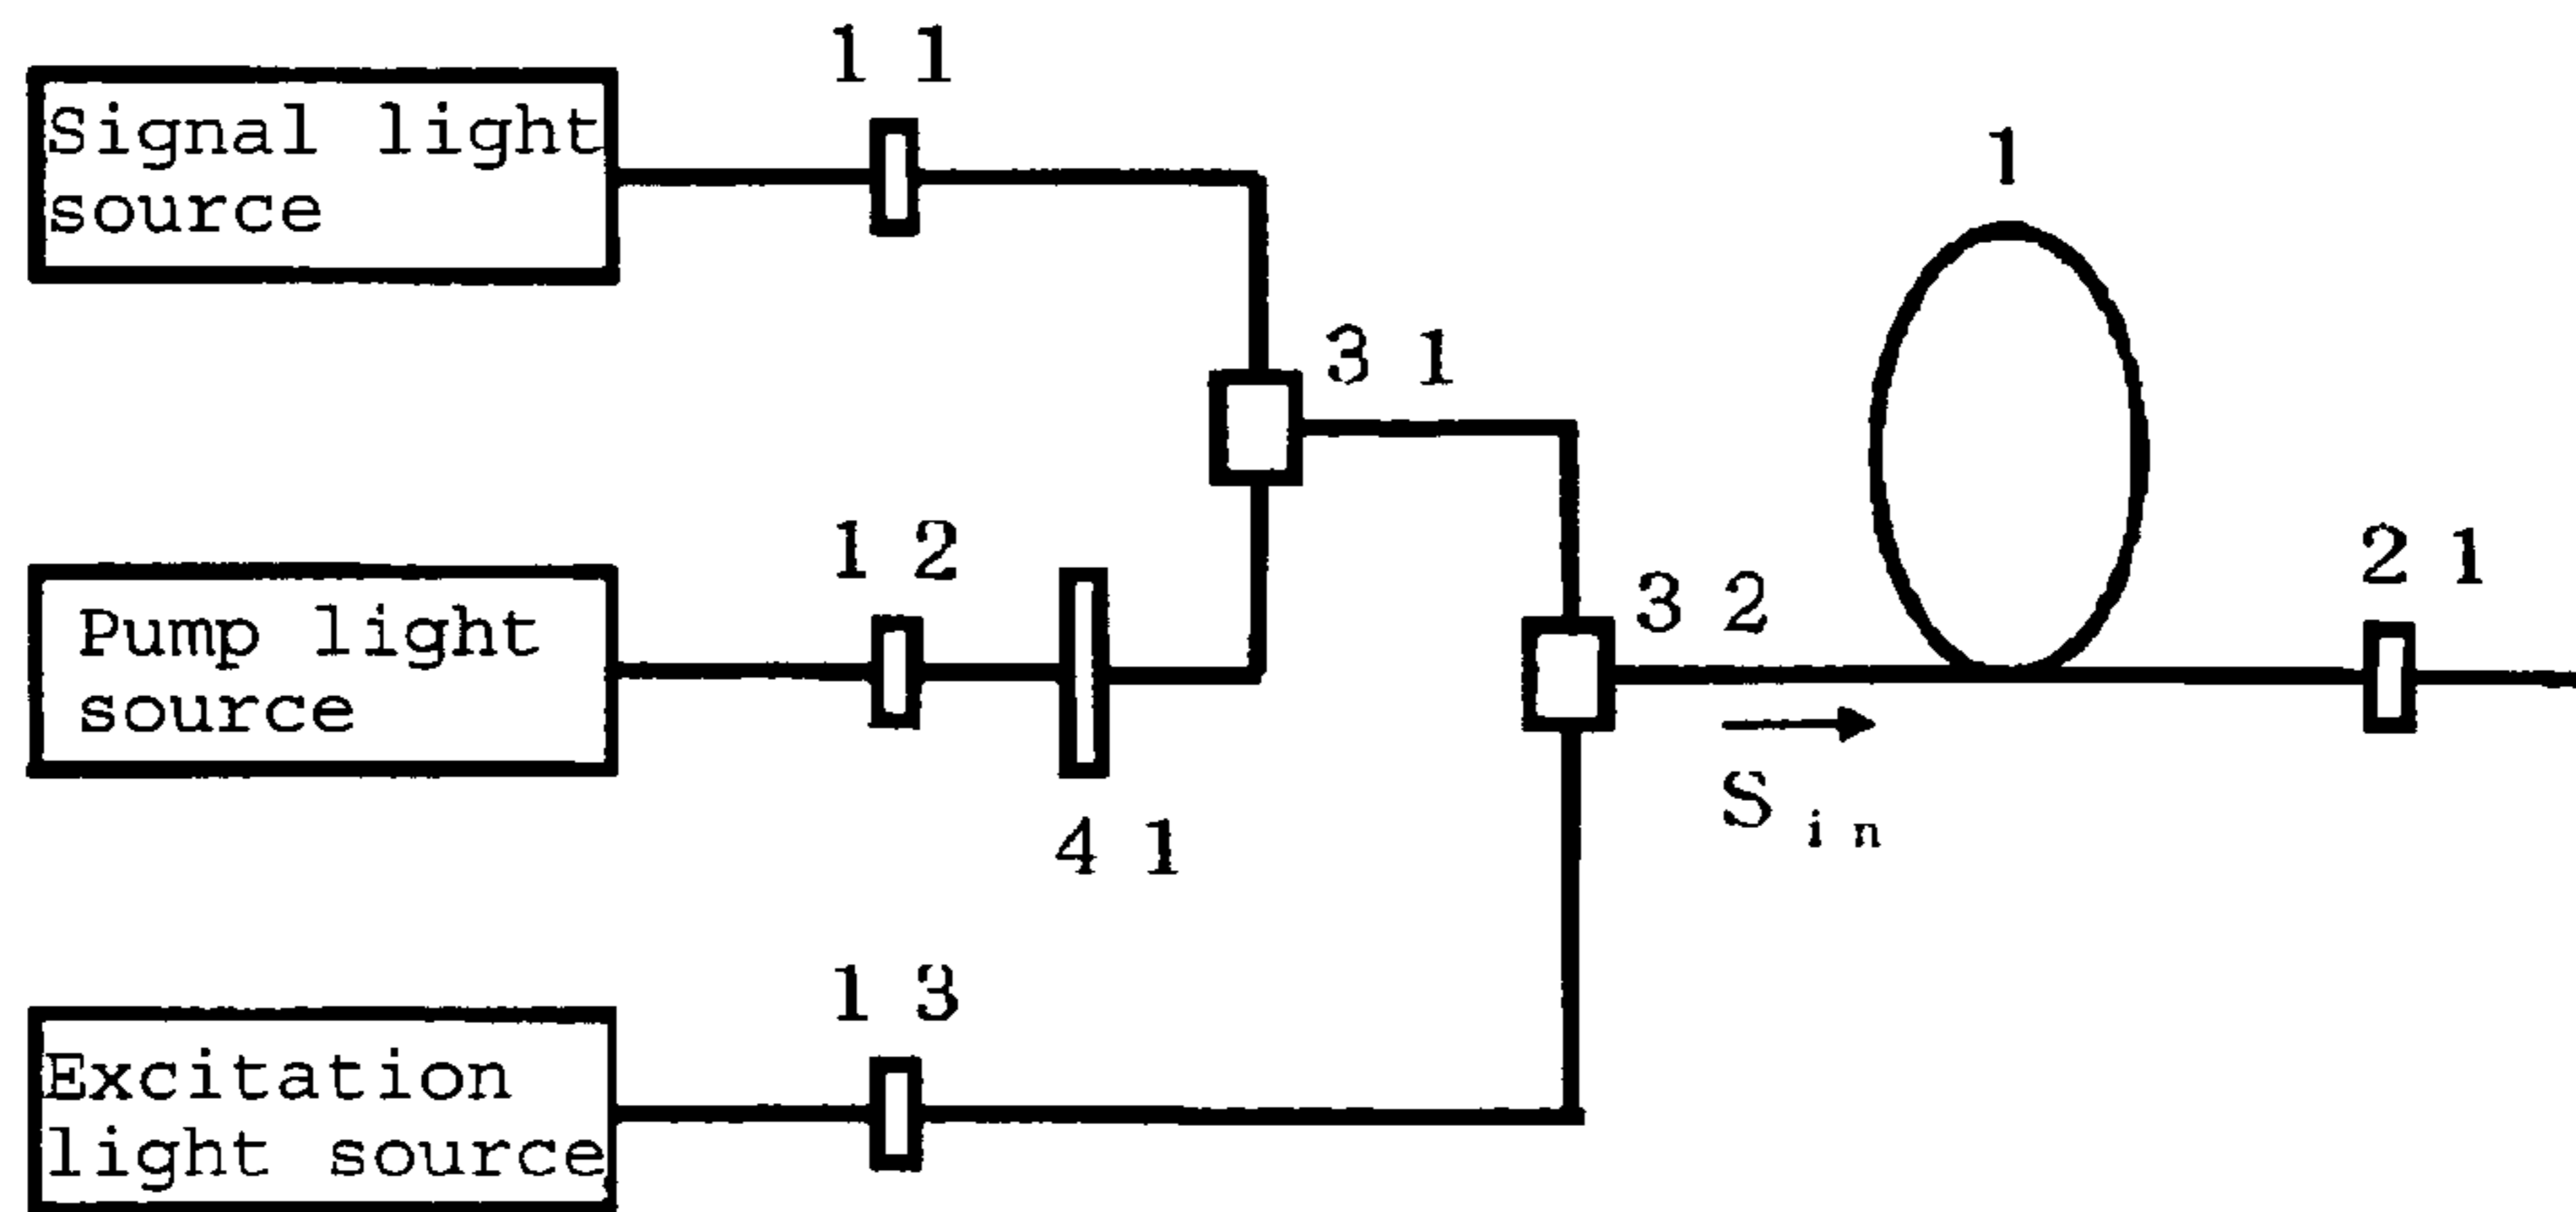 1 1
Signal light
source
1
3 1
1 2
2 1
3 2
Pump light
source
S in
4 1
1 3
Excitation
light source